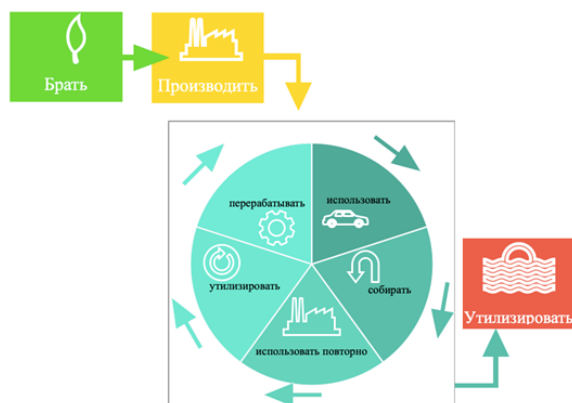 Брать
Производить
перерабатывать
использовать
утилизировать
собирать
использовать повторно
Утилизировать